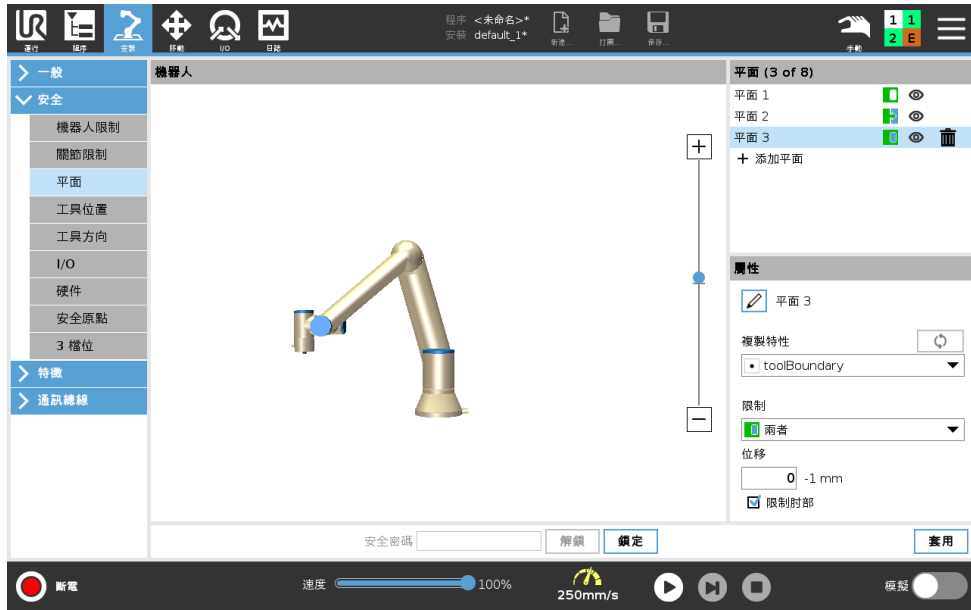 UR
運行
程序
安裝
移動
I/O
日誌
程序 <未命名>*
安裝 default_1*
新建...
打開...
保存...
手動
1 1
2 E
一般
安全
機器人限制
關節限制
平面
工具位置
工具方向
I/O
硬件
安全原點
3 檔位
特徵
通訊總線
機器人
平面 (3 of 8)
平面 1
平面 2
平面 3
添加平面
屬性
平面 3
複製特性
toolBoundary
限制
兩者
位移
0 -1 mm
限制肘部
安全密碼
解鎖
鎖定
套用
斷電
速度
100%
250mm/s
模擬